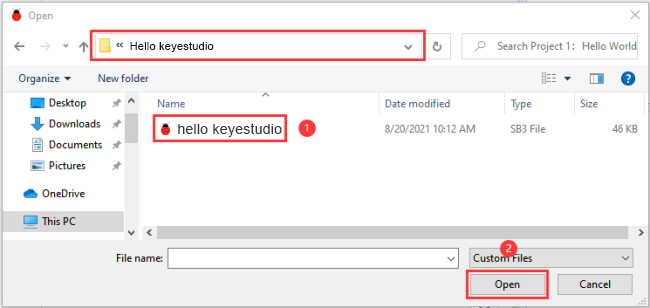 Open
« Hello keyestudio
Search Project 1: Hello World
Organize
New folder
Name
Date modified
Type
Size
Desktop
Downloads
Documents
Pictures
OneDrive
This PC
hello keyestudio
1
8/20/2021 10:12 AM
SB3 File
46 KB
File name:
2
Custom Files
Open
Cancel